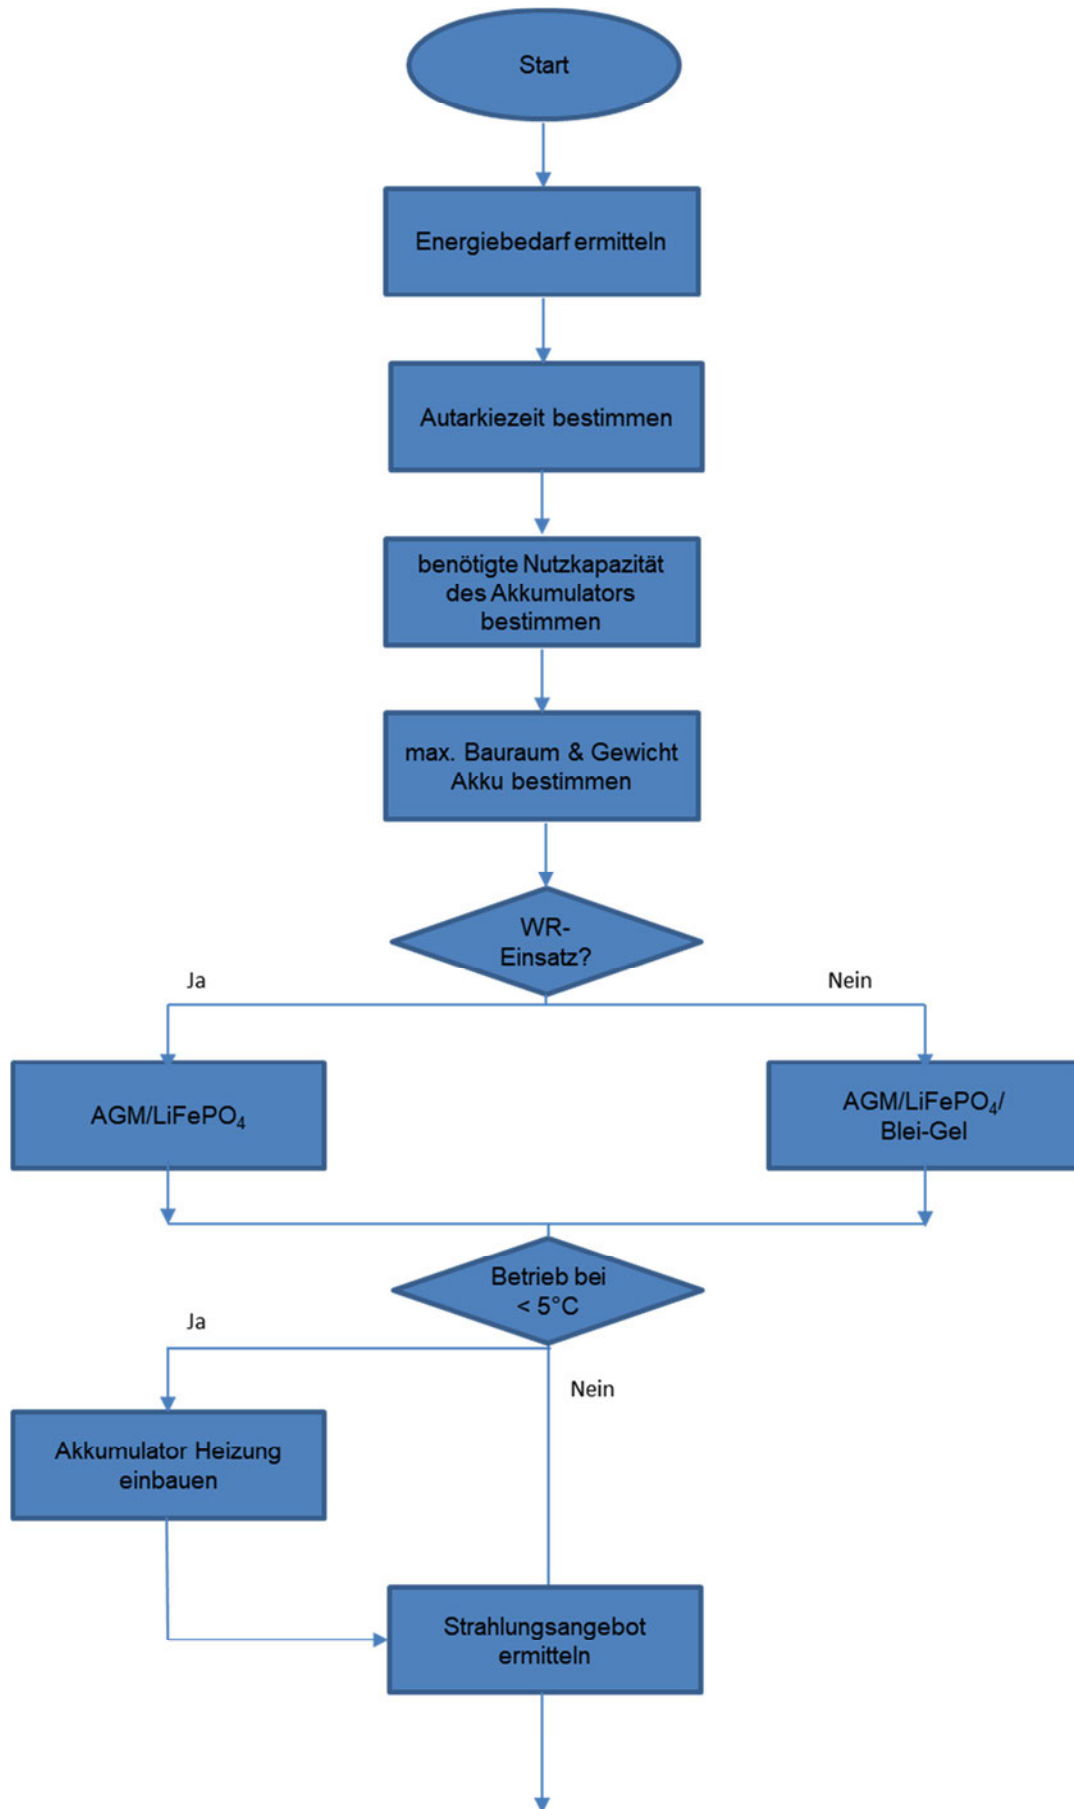 Start
Energiebedarf ermitteln
Autarkiezeit bestimmen
benötigte Nutzkapazität
des Akkumulators
bestimmen
max. Bauraum & Gewicht
Akku bestimmen
WR-
Einsatz?
Ja
Nein
AGM/LiFePO₄
AGM/LiFePO₄/
Blei-Gel
Betrieb bei
< 5°C
Ja
Nein
Akkumulator Heizung
einbauen
Strahlungsangebot
ermitteln